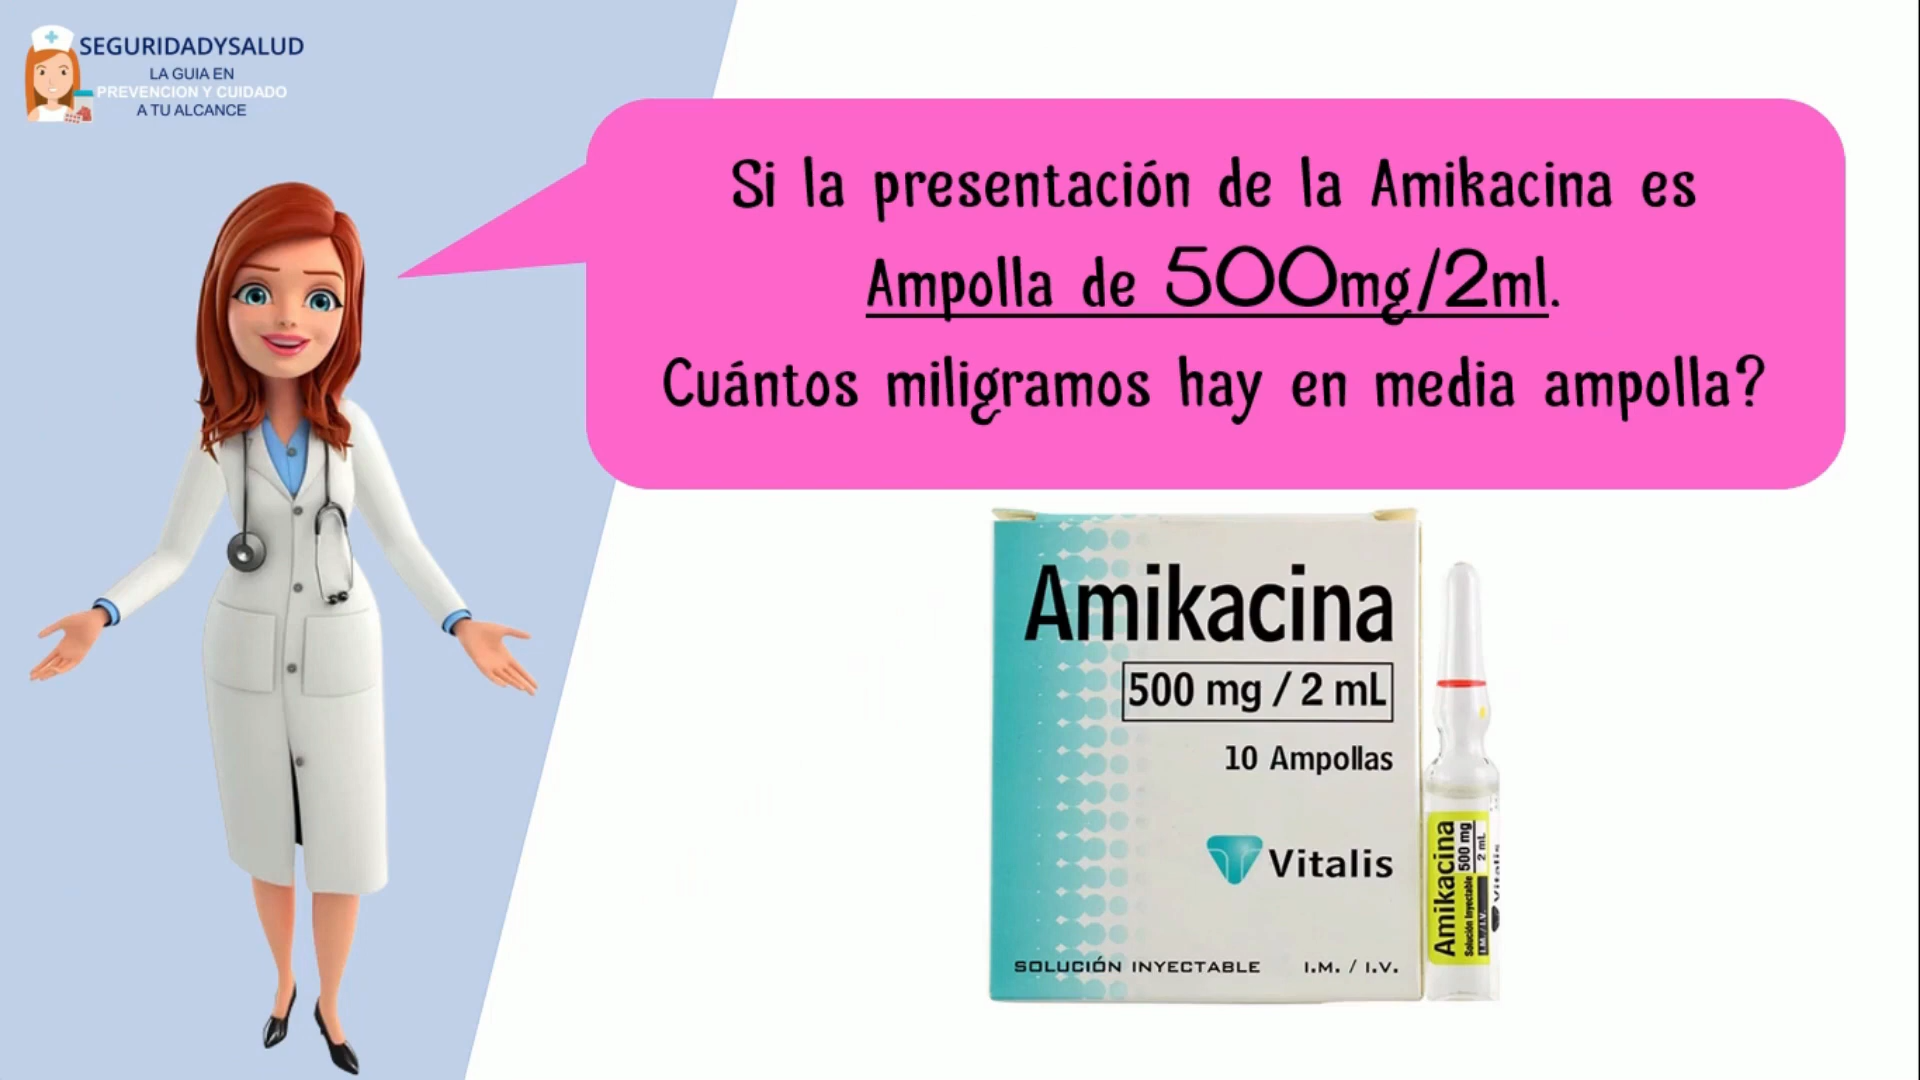 SEGURIDADYSALUD
LA GUIA EN
PREVENCION Y CUIDADO
A TU ALCANCE
Si la presentación de la Amikacina es
Ampolla de 500mg/2ml.
Cuántos miligramos hay en media ampolla?
Amikacina
500 mg / 2 mL
10 Ampollas
Vitalis
SOLUCIÓN INYECTABLE I.M. / I.V.
Amikacina
500 mg
2 mL
Solución Inyectable
I.M. / I.V.
Vitalis